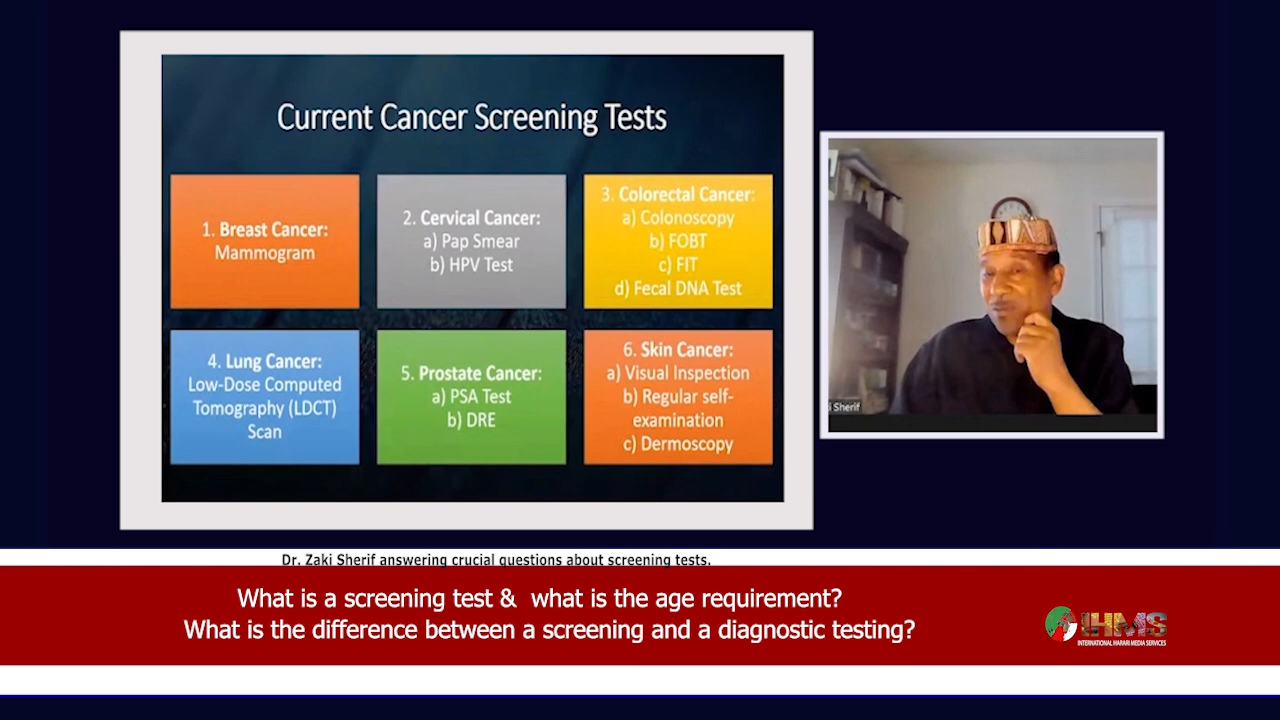 Current Cancer Screening Tests
1. Breast Cancer:
Mammogram
2. Cervical Cancer:
a) Pap Smear
b) HPV Test
3. Colorectal Cancer:
a) Colonoscopy
b) FOBT
c) FIT
d) Fecal DNA Test
4. Lung Cancer:
Low-Dose Computed
Tomography (LDCT)
Scan
5. Prostate Cancer:
a) PSA Test
b) DRE
6. Skin Cancer:
a) Visual Inspection
b) Regular self-
examination
c) Dermoscopy
i Sherif
Dr. Zaki Sherif answering crucial questions about screening tests.
What is a screening test & what is the age requirement?
What is the difference between a screening and a diagnostic testing?
IHMS
INTERNATIONAL HARARI MEDIA SERVICES